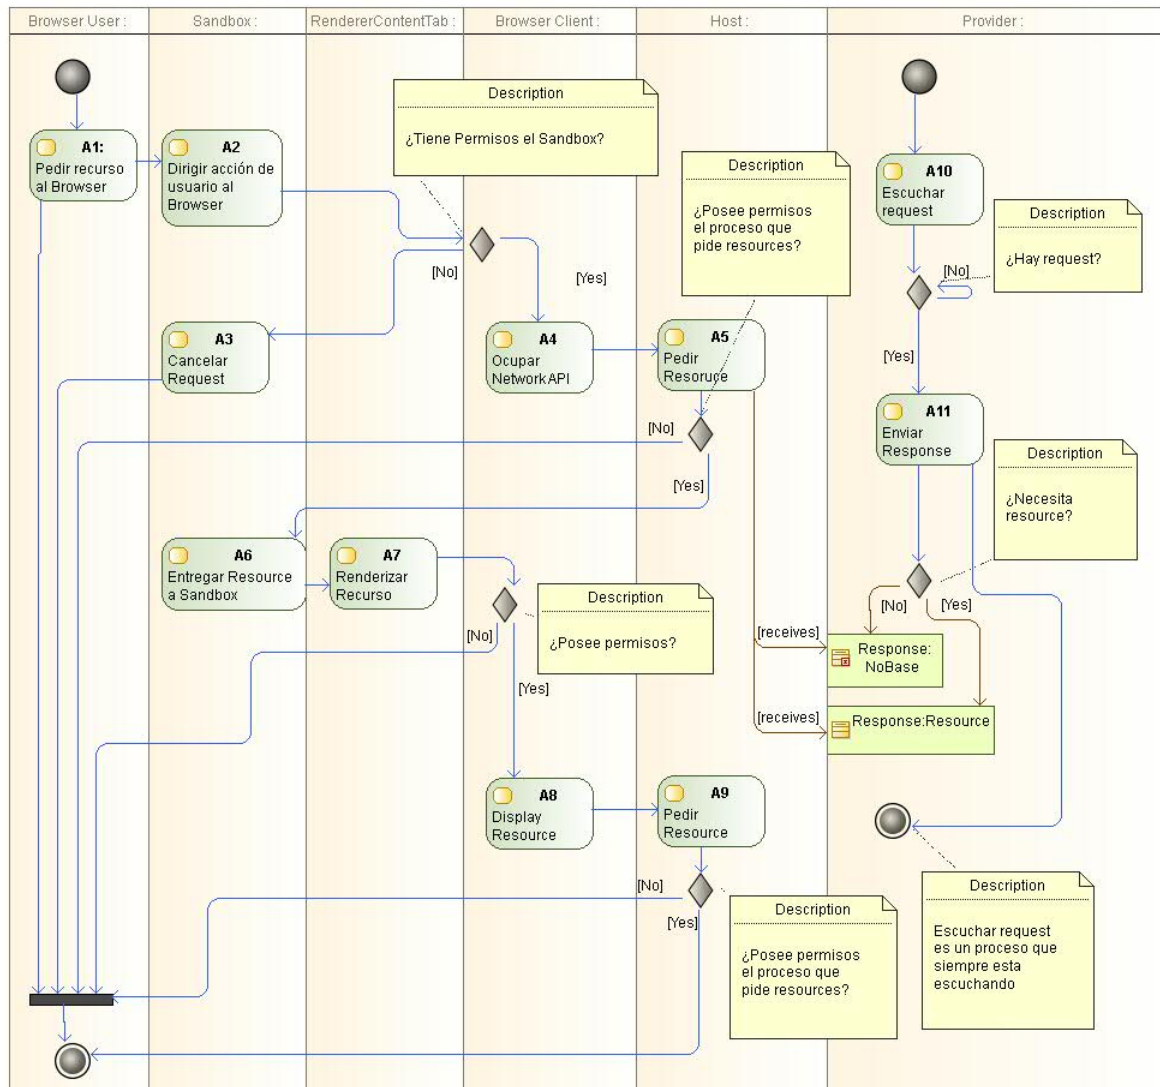 Browser User :
Sandbox :
RendererContentTab :
Browser Client :
Host :
Provider :
A1:
Pedir recurso
al Browser
A2
Dirigir acción de
usuario al
Browser
Description
¿Tiene Permisos el Sandbox?
[No]
[Yes]
Description
¿Posee permisos
el proceso que
pide resources?
A10
Escuchar
request
Description
¿Hay request?
[No]
[Yes]
A3
Cancelar
Request
A4
Ocupar
Network API
A5
Pedir
Resoruce
[No]
[Yes]
A11
Enviar
Response
Description
¿Necesita
resource?
[No]
[Yes]
A6
Entregar Resource
a Sandbox
A7
Renderizar
Recurso
Description
¿Posee permisos?
[No]
[Yes]
[receives]
Response:
NoBase
[receives]
Response:Resource
A8
Display
Resource
A9
Pedir
Resource
[No]
[Yes]
Description
¿Posee permisos
el proceso que
pide resources?
Description
Escuchar request
es un proceso que
siempre esta
escuchando